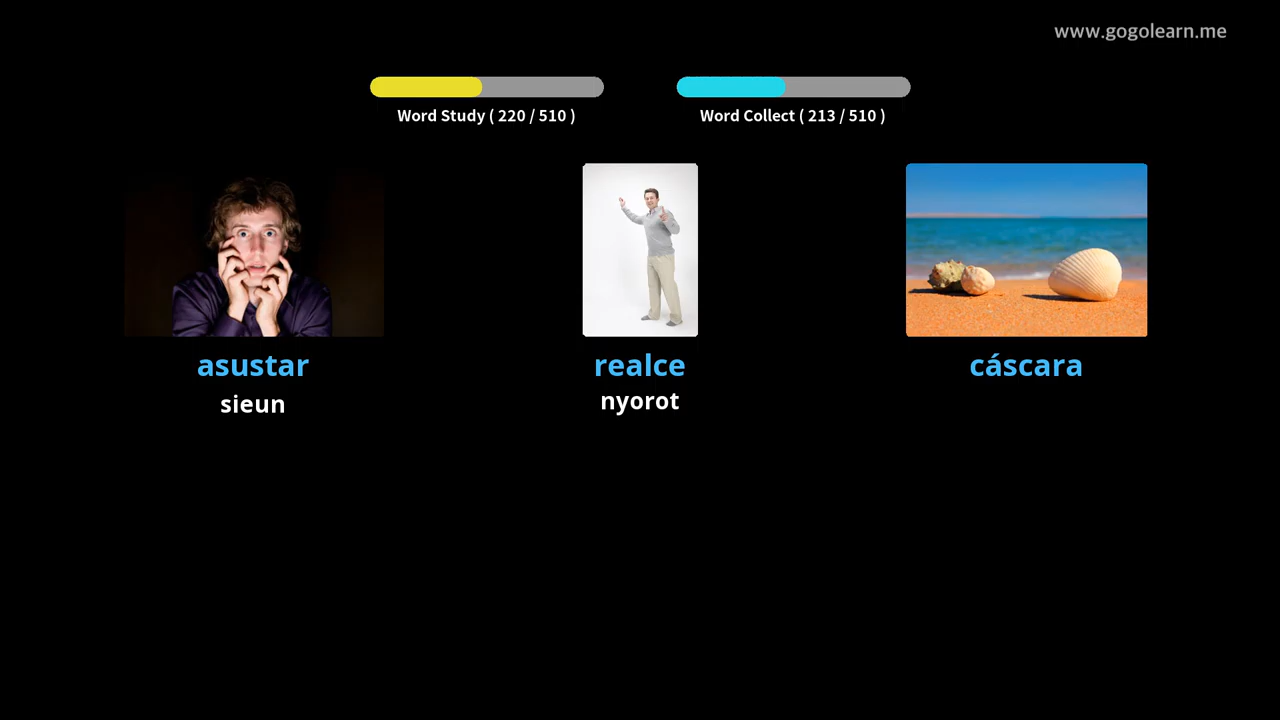 www.gogolearn.me
Word Study ( 220 / 510 )
Word Collect ( 213 / 510 )
asustar
realce
cáscara
sieun
nyorot